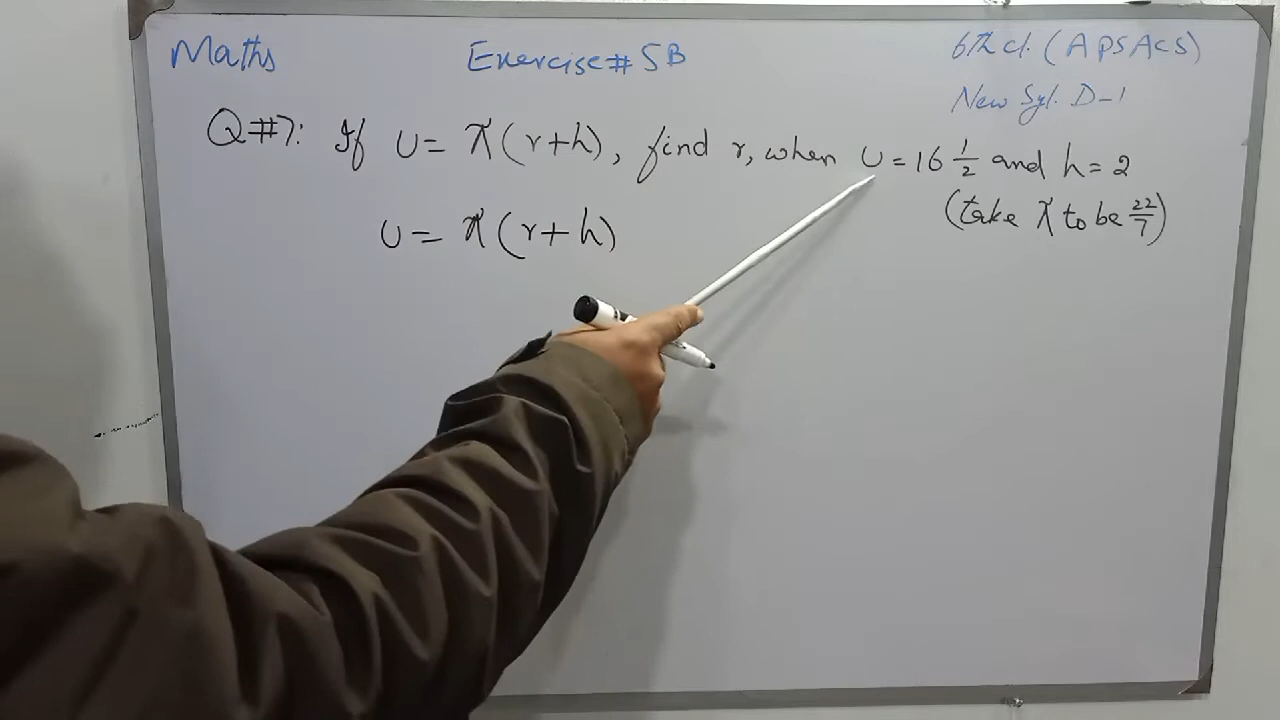 Maths Exercise # 5B 6th cl. (APSACS)
New Syl. D-1
Q#7: If U = π(r+h), find r, when U = 16 1/2 and h = 2
(take π to be 22/7)
U = π(r+h)